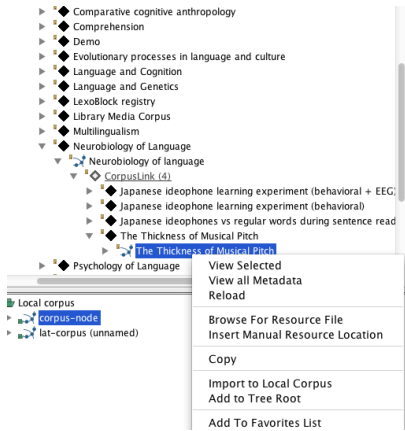 Comparative cognitive anthropology
Comprehension
Demo
Evolutionary processes in language and culture
Language and Cognition
Language and Genetics
LexoBlock registry
Library Media Corpus
Multilingualism
Neurobiology of Language
Neurobiology of language
CorpusLink (4)
Japanese ideophone learning experiment (behavioral + EEG)
Japanese ideophone learning experiment (behavioral)
Japanese ideophones vs regular words during sentence read
The Thickness of Musical Pitch
The Thickness of Musical Pitch
Psychology of Language
View Selected
View all Metadata
Reload
Browse For Resource File
Insert Manual Resource Location
Copy
Import to Local Corpus
Add to Tree Root
Add To Favorites List
Local corpus
corpus-node
lat-corpus (unnamed)